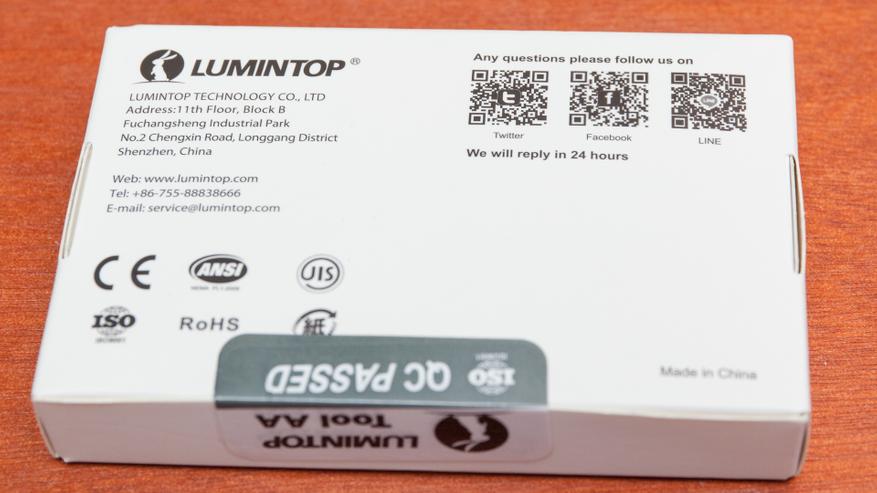 LUMINTOP®
LUMINTOP TECHNOLOGY CO., LTD
Address:11th Floor, Block B
Fuchangsheng Industrial Park
No.2 Chengxin Road, Longgang District
Shenzhen, China
Web: www.lumintop.com
Tel: +86-755-88838666
E-mail: service@lumintop.com
Any questions please follow us on
Twitter
Facebook
LINE
We will reply in 24 hours
CE
ANSI
JIS
ISO
RoHS
紙
QC PASSED
ISO
Made in China
LUMINTOP
Tool AA